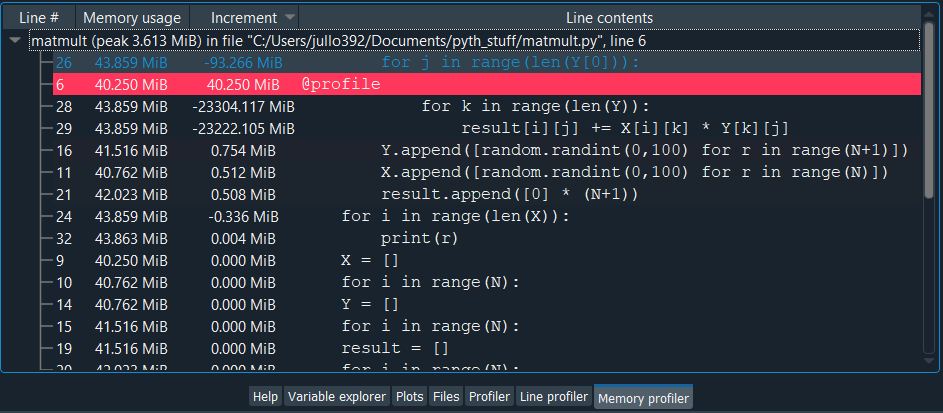 Line # Memory usage Increment Line contents
matmult (peak 3.613 MiB) in file "C:/Users/jullo392/Documents/pyth_stuff/matmult.py", line 6
26 43.859 MiB -93.266 MiB for j in range(len(Y[0])):
6 40.250 MiB 40.250 MiB @profile
28 43.859 MiB -23304.117 MiB for k in range(len(Y)):
29 43.859 MiB -23222.105 MiB result[i][j] += X[i][k] * Y[k][j]
16 41.516 MiB 0.754 MiB Y.append([random.randint(0,100) for r in range(N+1)])
11 40.762 MiB 0.512 MiB X.append([random.randint(0,100) for r in range(N)])
21 42.023 MiB 0.508 MiB result.append([0] * (N+1))
24 43.859 MiB -0.336 MiB for i in range(len(X)):
32 43.863 MiB 0.004 MiB print(r)
9 40.250 MiB 0.000 MiB X = []
10 40.762 MiB 0.000 MiB for i in range(N):
14 40.762 MiB 0.000 MiB Y = []
15 41.516 MiB 0.000 MiB for i in range(N):
19 41.516 MiB 0.000 MiB result = []
20 42.023 MiB 0.000 MiB for i in range(N):
Help Variable explorer Plots Files Profiler Line profiler Memory profiler